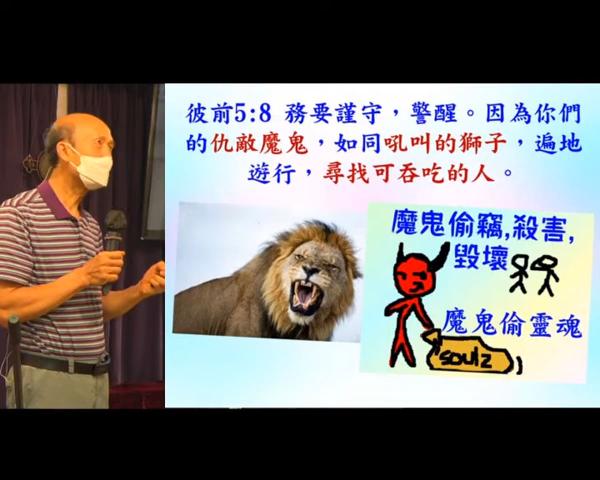 彼前5:8 務要謹守，警醒。因為你們
的仇敵魔鬼，如同吼叫的獅子，遍地
遊行，尋找可吞吃的人。
魔鬼偷竊,殺害,
毀壞
魔鬼偷靈魂
soulz